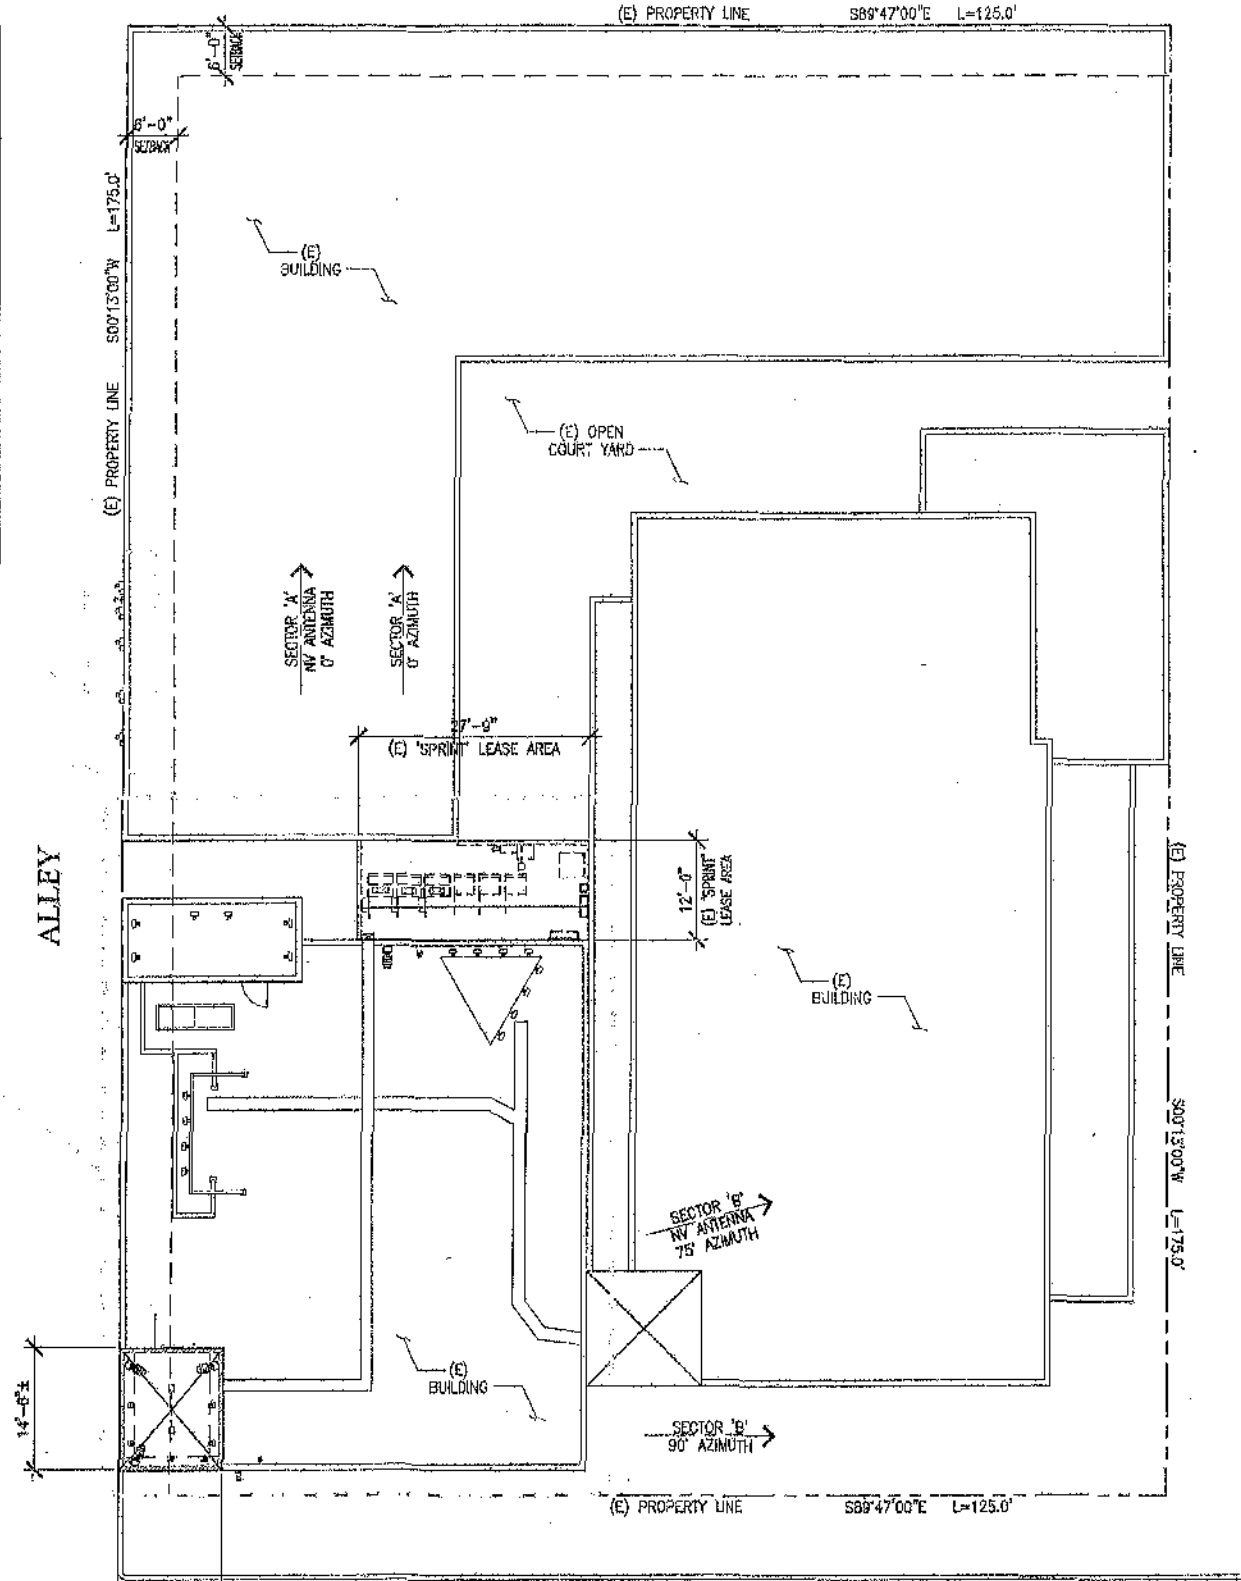 (E) PROPERTY LINE S89°47'00"E L=125.0'
6'-0"
SETBACK
6'-0"
SETBACK
(E) PROPERTY LINE S00°13'00"W L=175.0'
(E)
BUILDING
(E) OPEN
COURT YARD
SECTOR 'A'
NV ANTENNA
0° AZIMUTH
SECTOR 'A'
0° AZIMUTH
27'-9"
(E) 'SPRINT' LEASE AREA
ALLEY
12'-0"
(E) 'SPRINT'
LEASE AREA
(E) PROPERTY LINE S00°13'00"W L=175.0'
(E)
BUILDING
SECTOR 'B'
NV ANTENNA
75° AZIMUTH
14'-6"±
(E)
BUILDING
SECTOR 'B'
90° AZIMUTH
(E) PROPERTY LINE S89°47'00"E L=125.0'